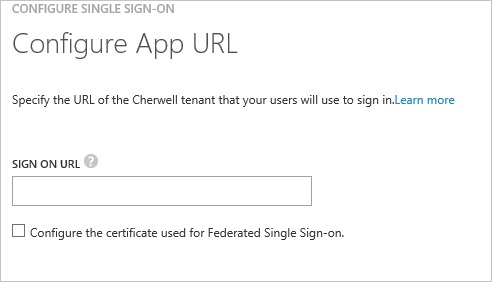 CONFIGURE SINGLE SIGN-ON
Configure App URL
Specify the URL of the Cherwell tenant that your users will use to sign in.Learn more
SIGN ON URL ?
Configure the certificate used for Federated Single Sign-on.